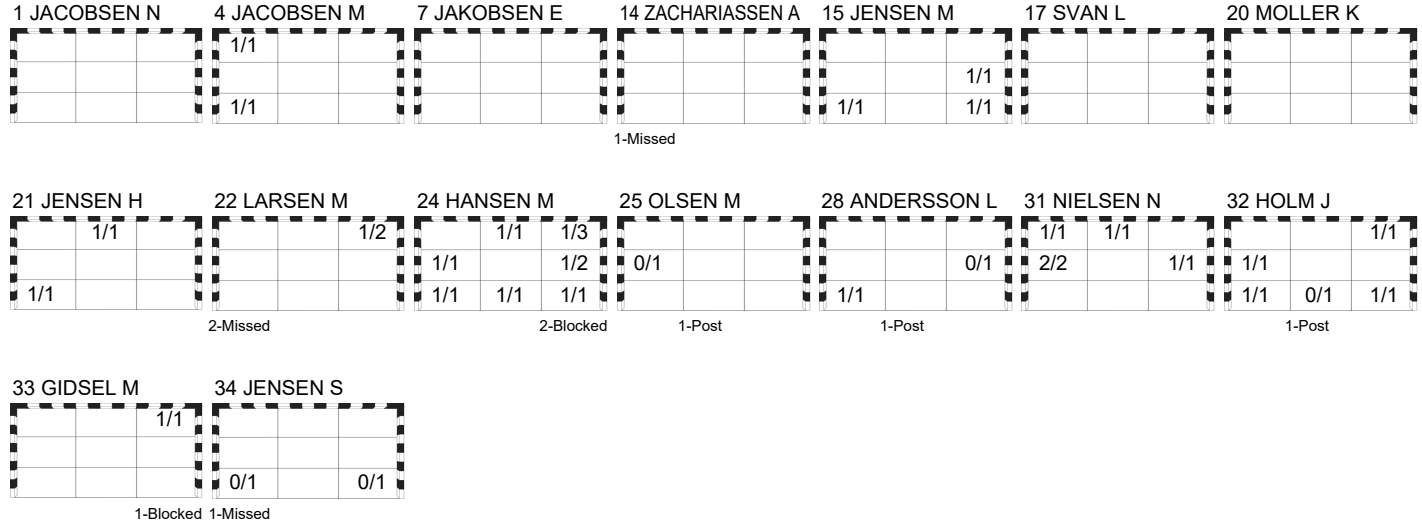 1 JACOBSEN N 4 JACOBSEN M 7 JAKOBSEN E 14 ZACHARIASSEN A 15 JENSEN M 17 SVAN L 20 MOLLER K
1/1
1/1
1/1 1/1 1/1
1-Missed
21 JENSEN H 22 LARSEN M 24 HANSEN M 25 OLSEN M 28 ANDERSSON L 31 NIELSEN N 32 HOLM J
1/1 1/2 1/1 1/3 1/1 1/1 1/1
1/1 1/2 0/1 0/1 2/2 1/1 1/1
1/1 1/1 1/1 1/1 1/1 1/1 0/1 1/1
2-Missed 2-Blocked 1-Post 1-Post 1-Post
33 GIDSEL M 34 JENSEN S
1/1
0/1 0/1
1-Blocked 1-Missed